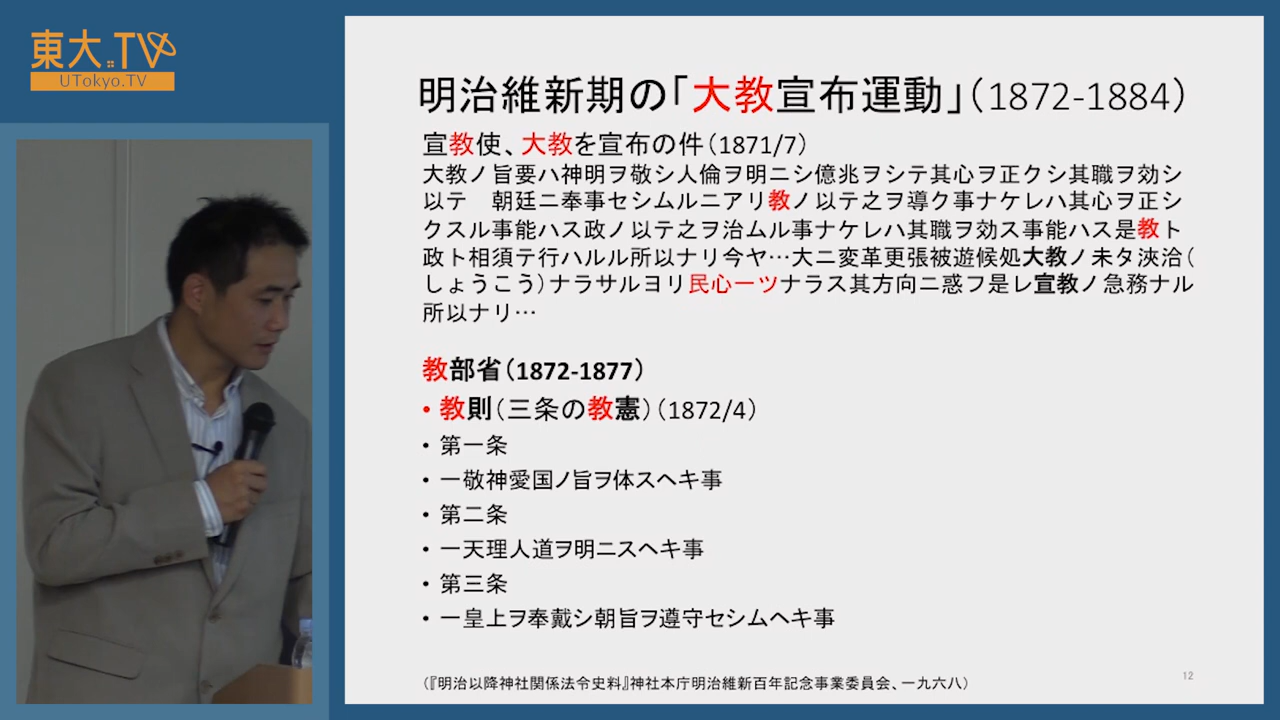 東大.TV
UTokyo.TV
明治維新期の「大教宣布運動」（1872-1884）
宣教使、大教を宣布の件（1871/7）
大教ノ旨要ハ神明ヲ敬シ人倫ヲ明ニシ億兆ヲシテ其心ヲ正クシ其職ヲ効シ
以テ　朝廷ニ奉事セシムルニアリ教ノ以テ之ヲ導ク事ナケレハ其心ヲ正シ
クスル事能ハス政ノ以テ之ヲ治ムル事ナケレハ其職ヲ効ス事能ハス是教ト
政ト相須テ行ハルル所以ナリ今ヤ…大ニ変革更張被遊候処大教ノ未タ浹洽（
しょうこう）ナラサルヨリ民心一ツナラス其方向ニ惑フ是レ宣教ノ急務ナル
所以ナリ…
教部省（1872-1877）
• 教則（三条の教憲）（1872/4）
• 第一条
• 一敬神愛国ノ旨ヲ体スヘキ事
• 第二条
• 一天理人道ヲ明ニスヘキ事
• 第三条
• 一皇上ヲ奉戴シ朝旨ヲ遵守セシムヘキ事
（『明治以降神社関係法令史料』神社本庁明治維新百年記念事業委員会、一九六八）
12